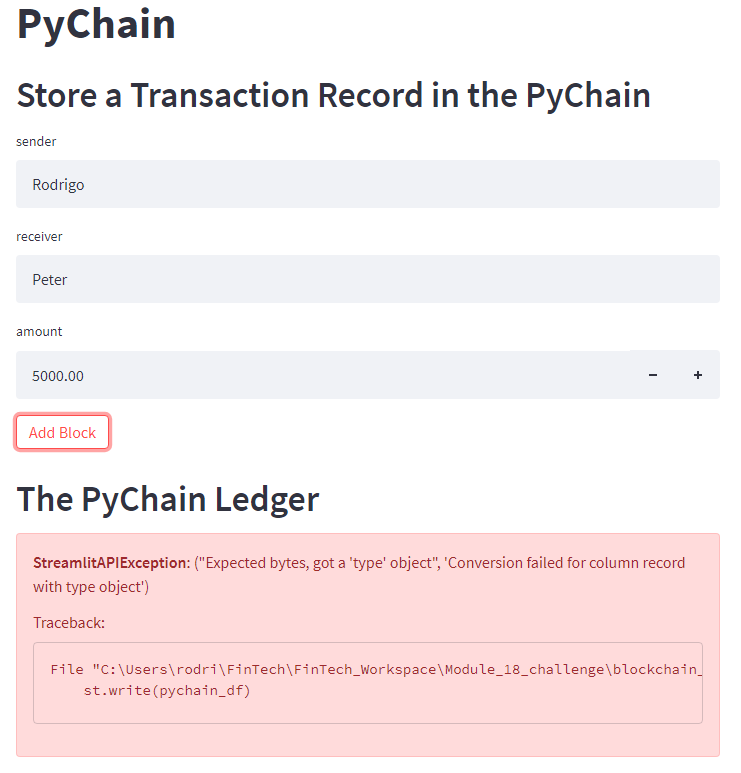 PyChain
Store a Transaction Record in the PyChain
sender
Rodrigo
receiver
Peter
amount
5000.00
Add Block
The PyChain Ledger
StreamlitAPIException: ("Expected bytes, got a 'type' object", 'Conversion failed for column record
with type object')
Traceback:
File "C:\Users\rodri\FinTech\FinTech_Workspace\Module_18_challenge\blockchain_
st.write(pychain_df)